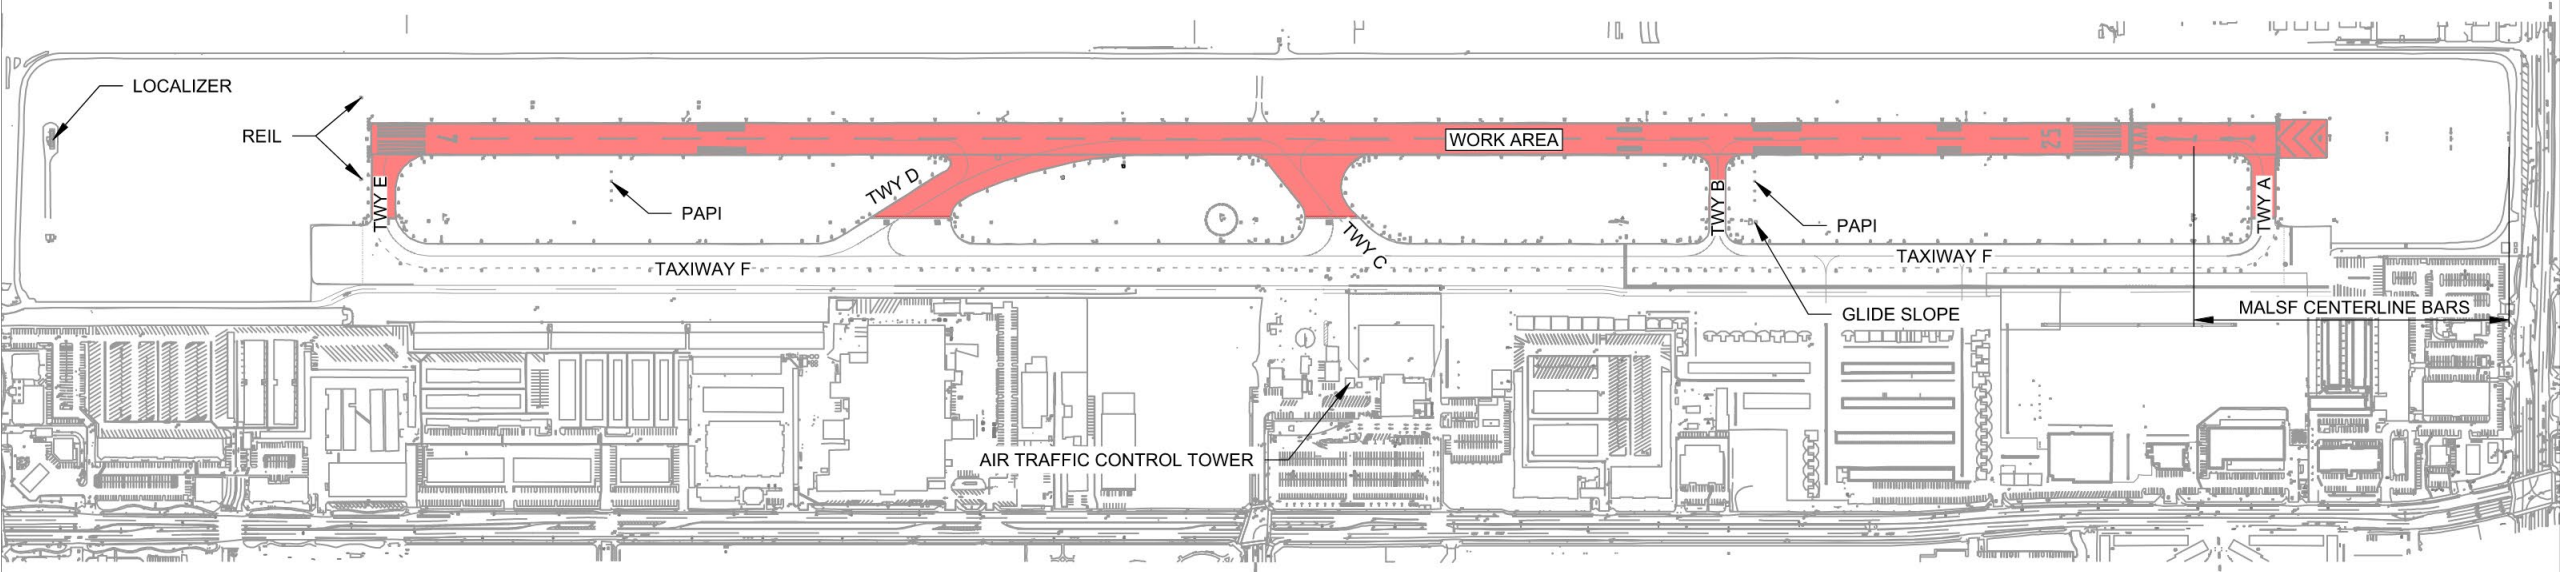 LOCALIZER
REIL
7
WORK AREA
25
TWY E
TWY D
PAPI
TWY B
PAPI
TWY A
TWY C
TAXIWAY F
TAXIWAY F
GLIDE SLOPE
MALSF CENTERLINE BARS
AIR TRAFFIC CONTROL TOWER